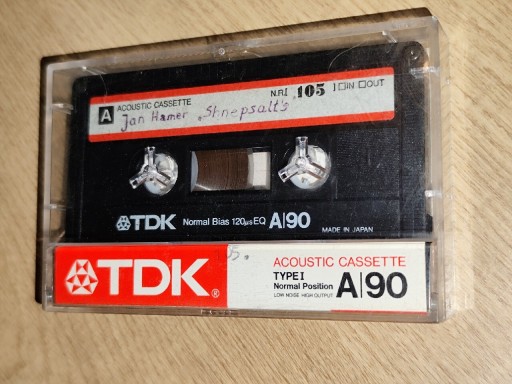 A ACOUSTIC CASSETTE N.R.I 105 IN OUT
Jan Hamer "Shnepsalt's
TDK Normal Bias 120μs EQ A/90 MADE IN JAPAN
TDK®
ACOUSTIC CASSETTE
TYPE I
Normal Position
LOW NOISE HIGH OUTPUT
A/90